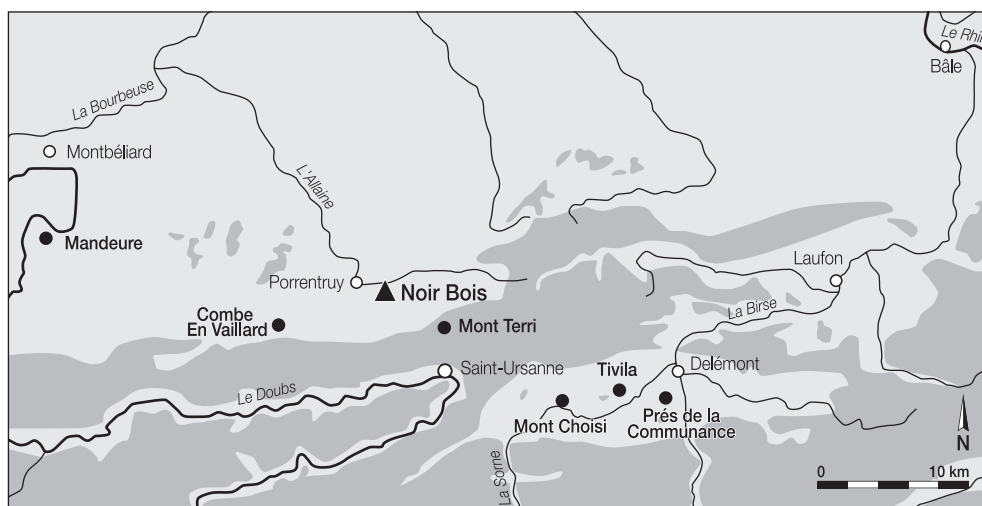 Le Rhin
Bâle
La Bourbeuse
Montbéliard
L'Allaine
Mandeure
Laufon
Porrentruy
Noir Bois
La Birse
Combe
En Vaillard
Mont Terri
Saint-Ursanne
Delémont
Tivila
Le Doubs
Mont Choisi
Prés de la
Communance
La Sorne
N
0
10 km